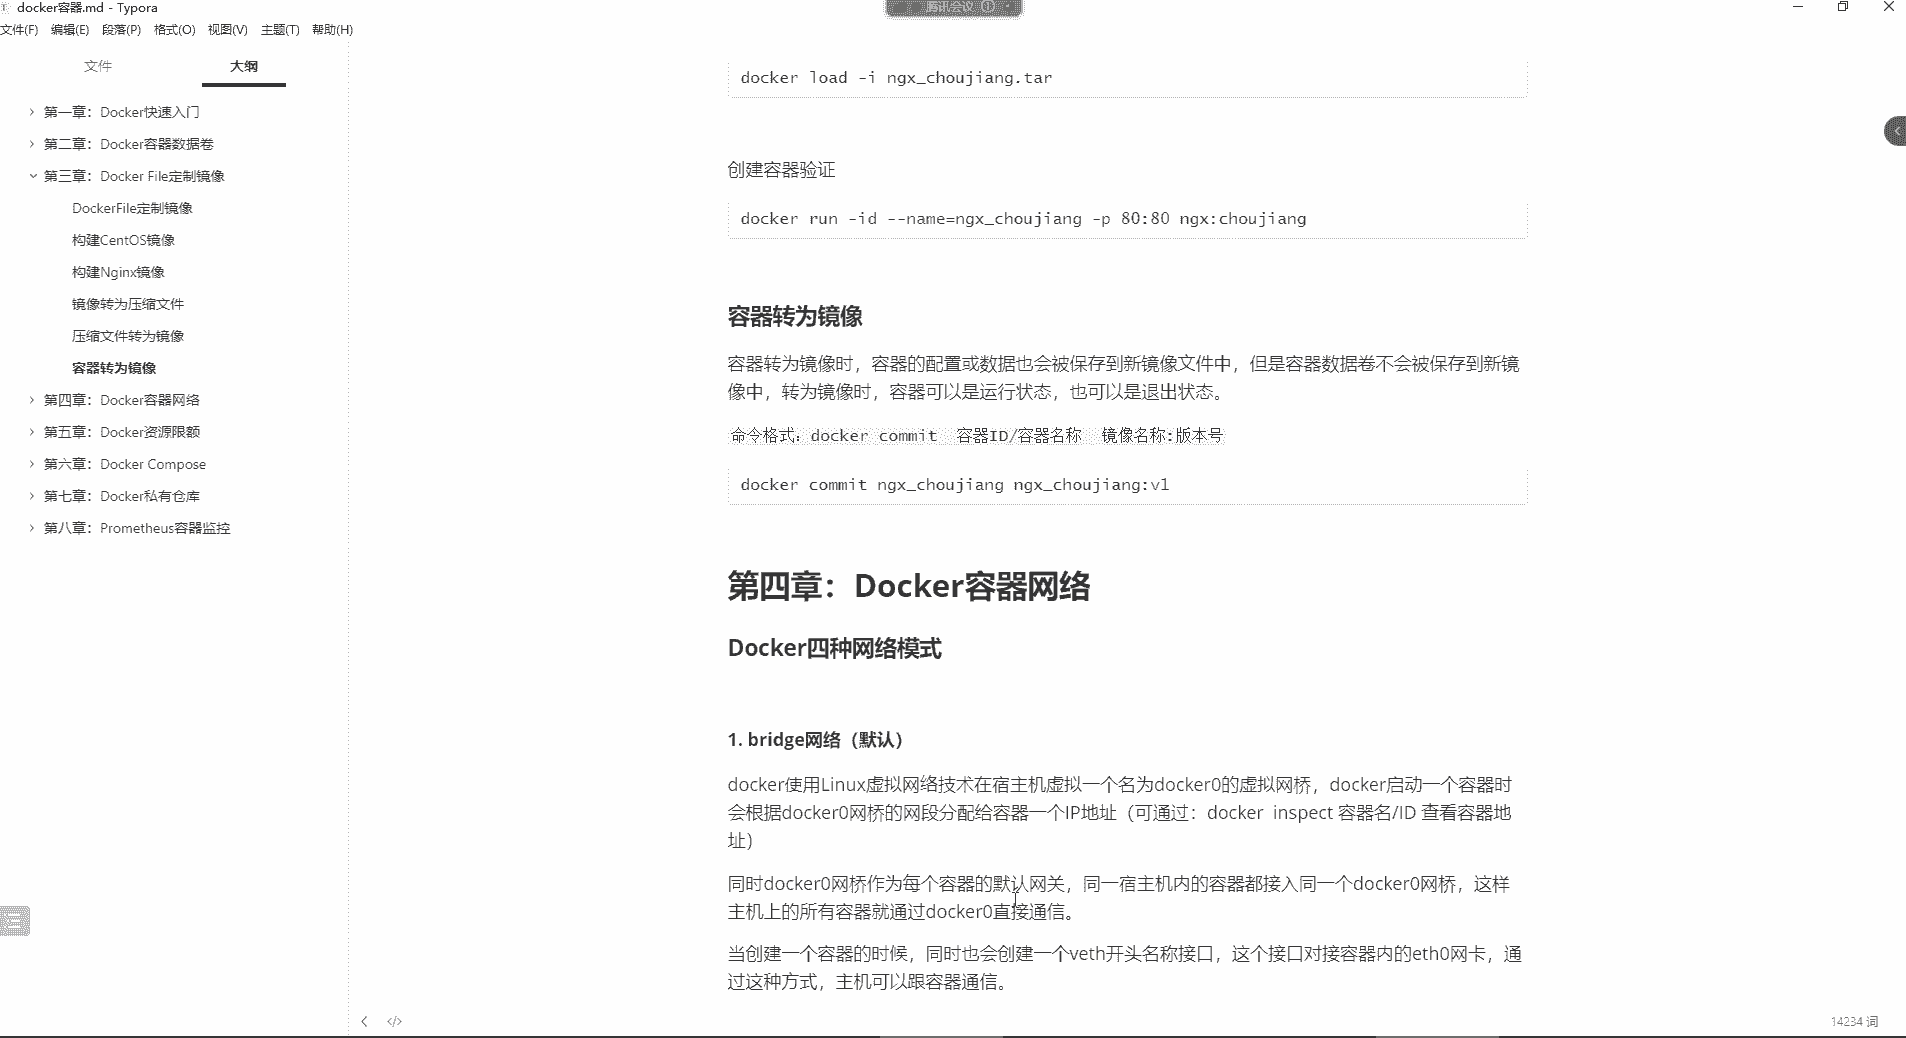 docker容器.md - Typora
腾讯会议
文件(F) 编辑(E) 段落(P) 格式(O) 视图(V) 主题(T) 帮助(H)
文件 大纲
第一章：Docker快速入门
第二章：Docker容器数据卷
第三章：Docker File定制镜像
DockerFile定制镜像
构建CentOS镜像
构建Nginx镜像
镜像转为压缩文件
压缩文件转为镜像
容器转为镜像
第四章：Docker容器网络
第五章：Docker资源限额
第六章：Docker Compose
第七章：Docker私有仓库
第八章：Prometheus容器监控
docker load -i ngx_choujiang.tar
创建容器验证
docker run -id --name=ngx_choujiang -p 80:80 ngx:choujiang
容器转为镜像
容器转为镜像时，容器的配置或数据也会被保存到新镜像文件中，但是容器数据卷不会被保存到新镜
像中，转为镜像时，容器可以是运行状态，也可以是退出状态。
命令格式：docker commit 容器ID/容器名称 镜像名称:版本号
docker commit ngx_choujiang ngx_choujiang:v1
第四章：Docker容器网络
Docker四种网络模式
1. bridge网络（默认）
docker使用Linux虚拟网络技术在宿主机虚拟一个名为docker0的虚拟网桥，docker启动一个容器时
会根据docker0网桥的网段分配给容器一个IP地址（可通过：docker inspect 容器名/ID 查看容器地
址）
同时docker0网桥作为每个容器的默认网关，同一宿主机内的容器都接入同一个docker0网桥，这样
主机上的所有容器就通过docker0直接通信。
当创建一个容器的时候，同时也会创建一个veth开头名称接口，这个接口对接容器内的eth0网卡，通
过这种方式，主机可以跟容器通信。
14234 词